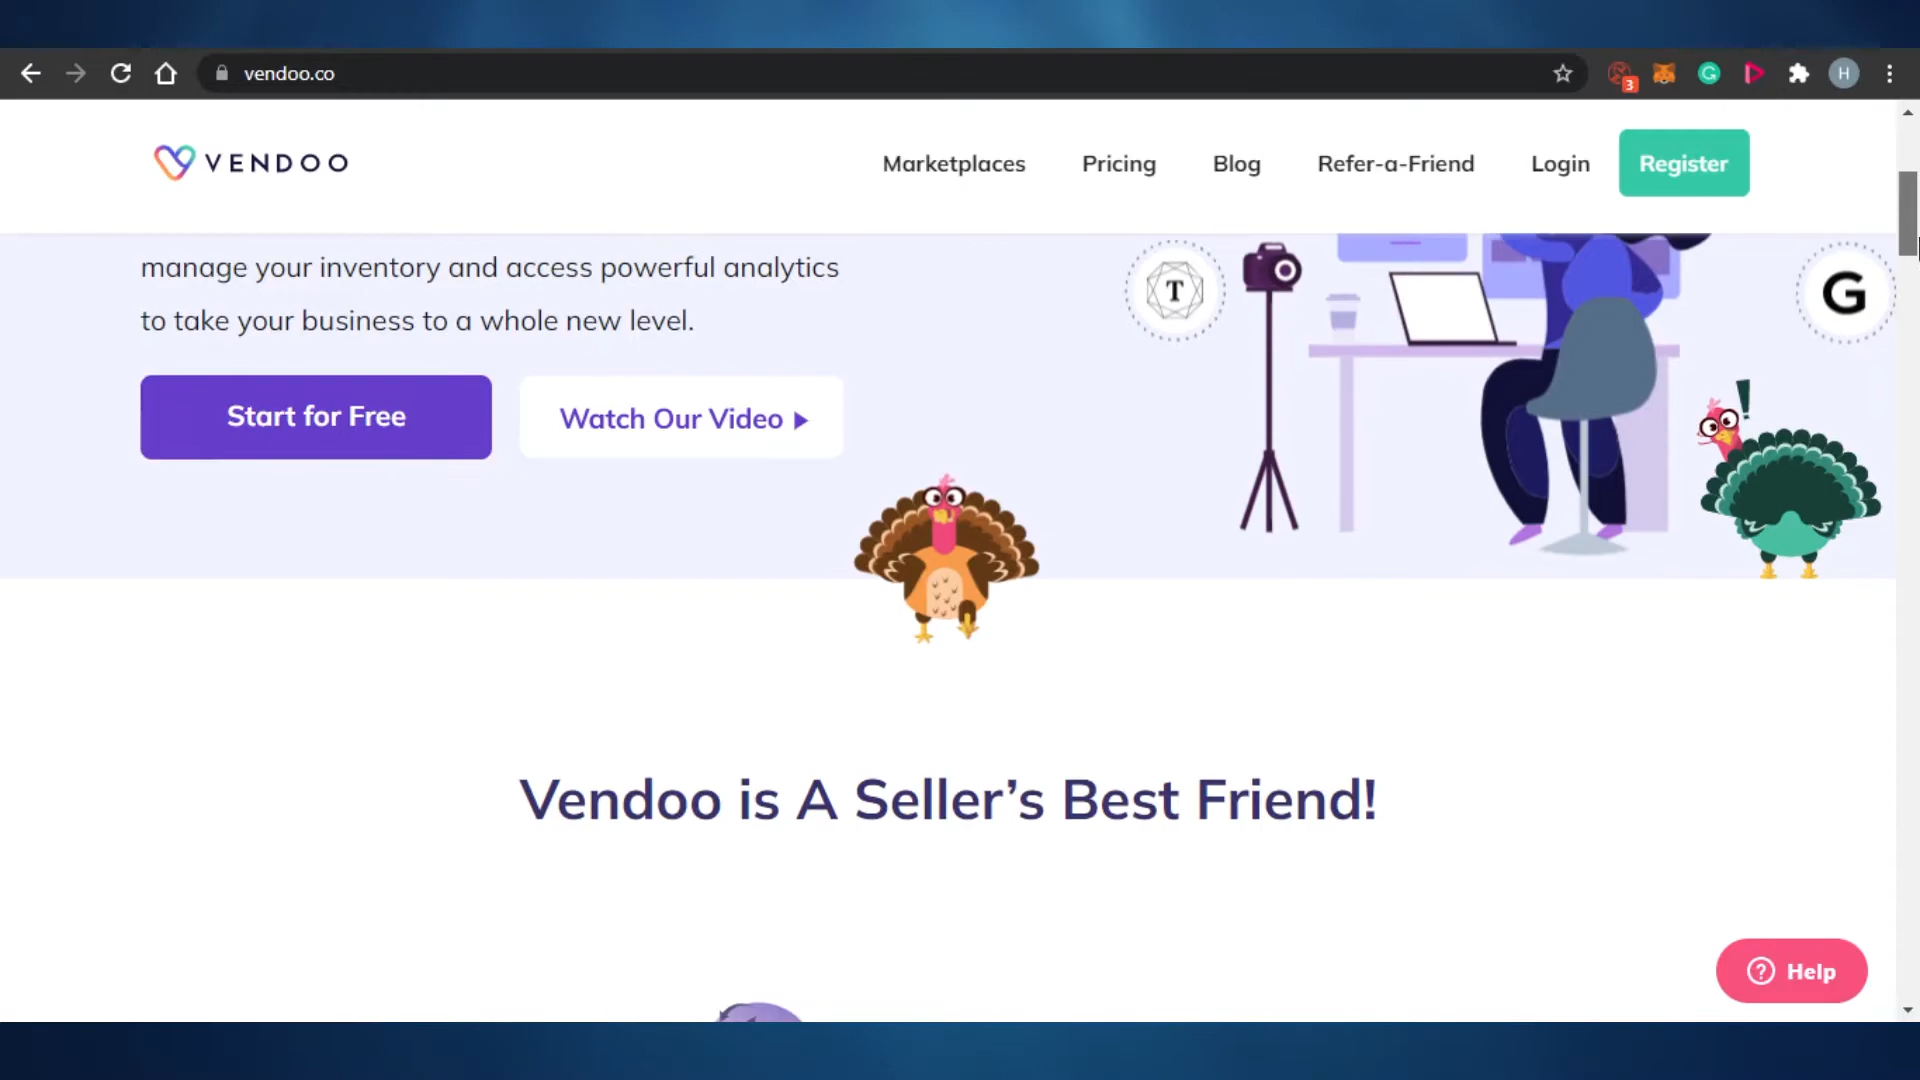 vendoo.co
3
H
VENDOO
Marketplaces
Pricing
Blog
Refer-a-Friend
Login
Register
manage your inventory and access powerful analytics
to take your business to a whole new level.
T
G
!
Start for Free
Watch Our Video
Vendoo is A Seller’s Best Friend!
? Help